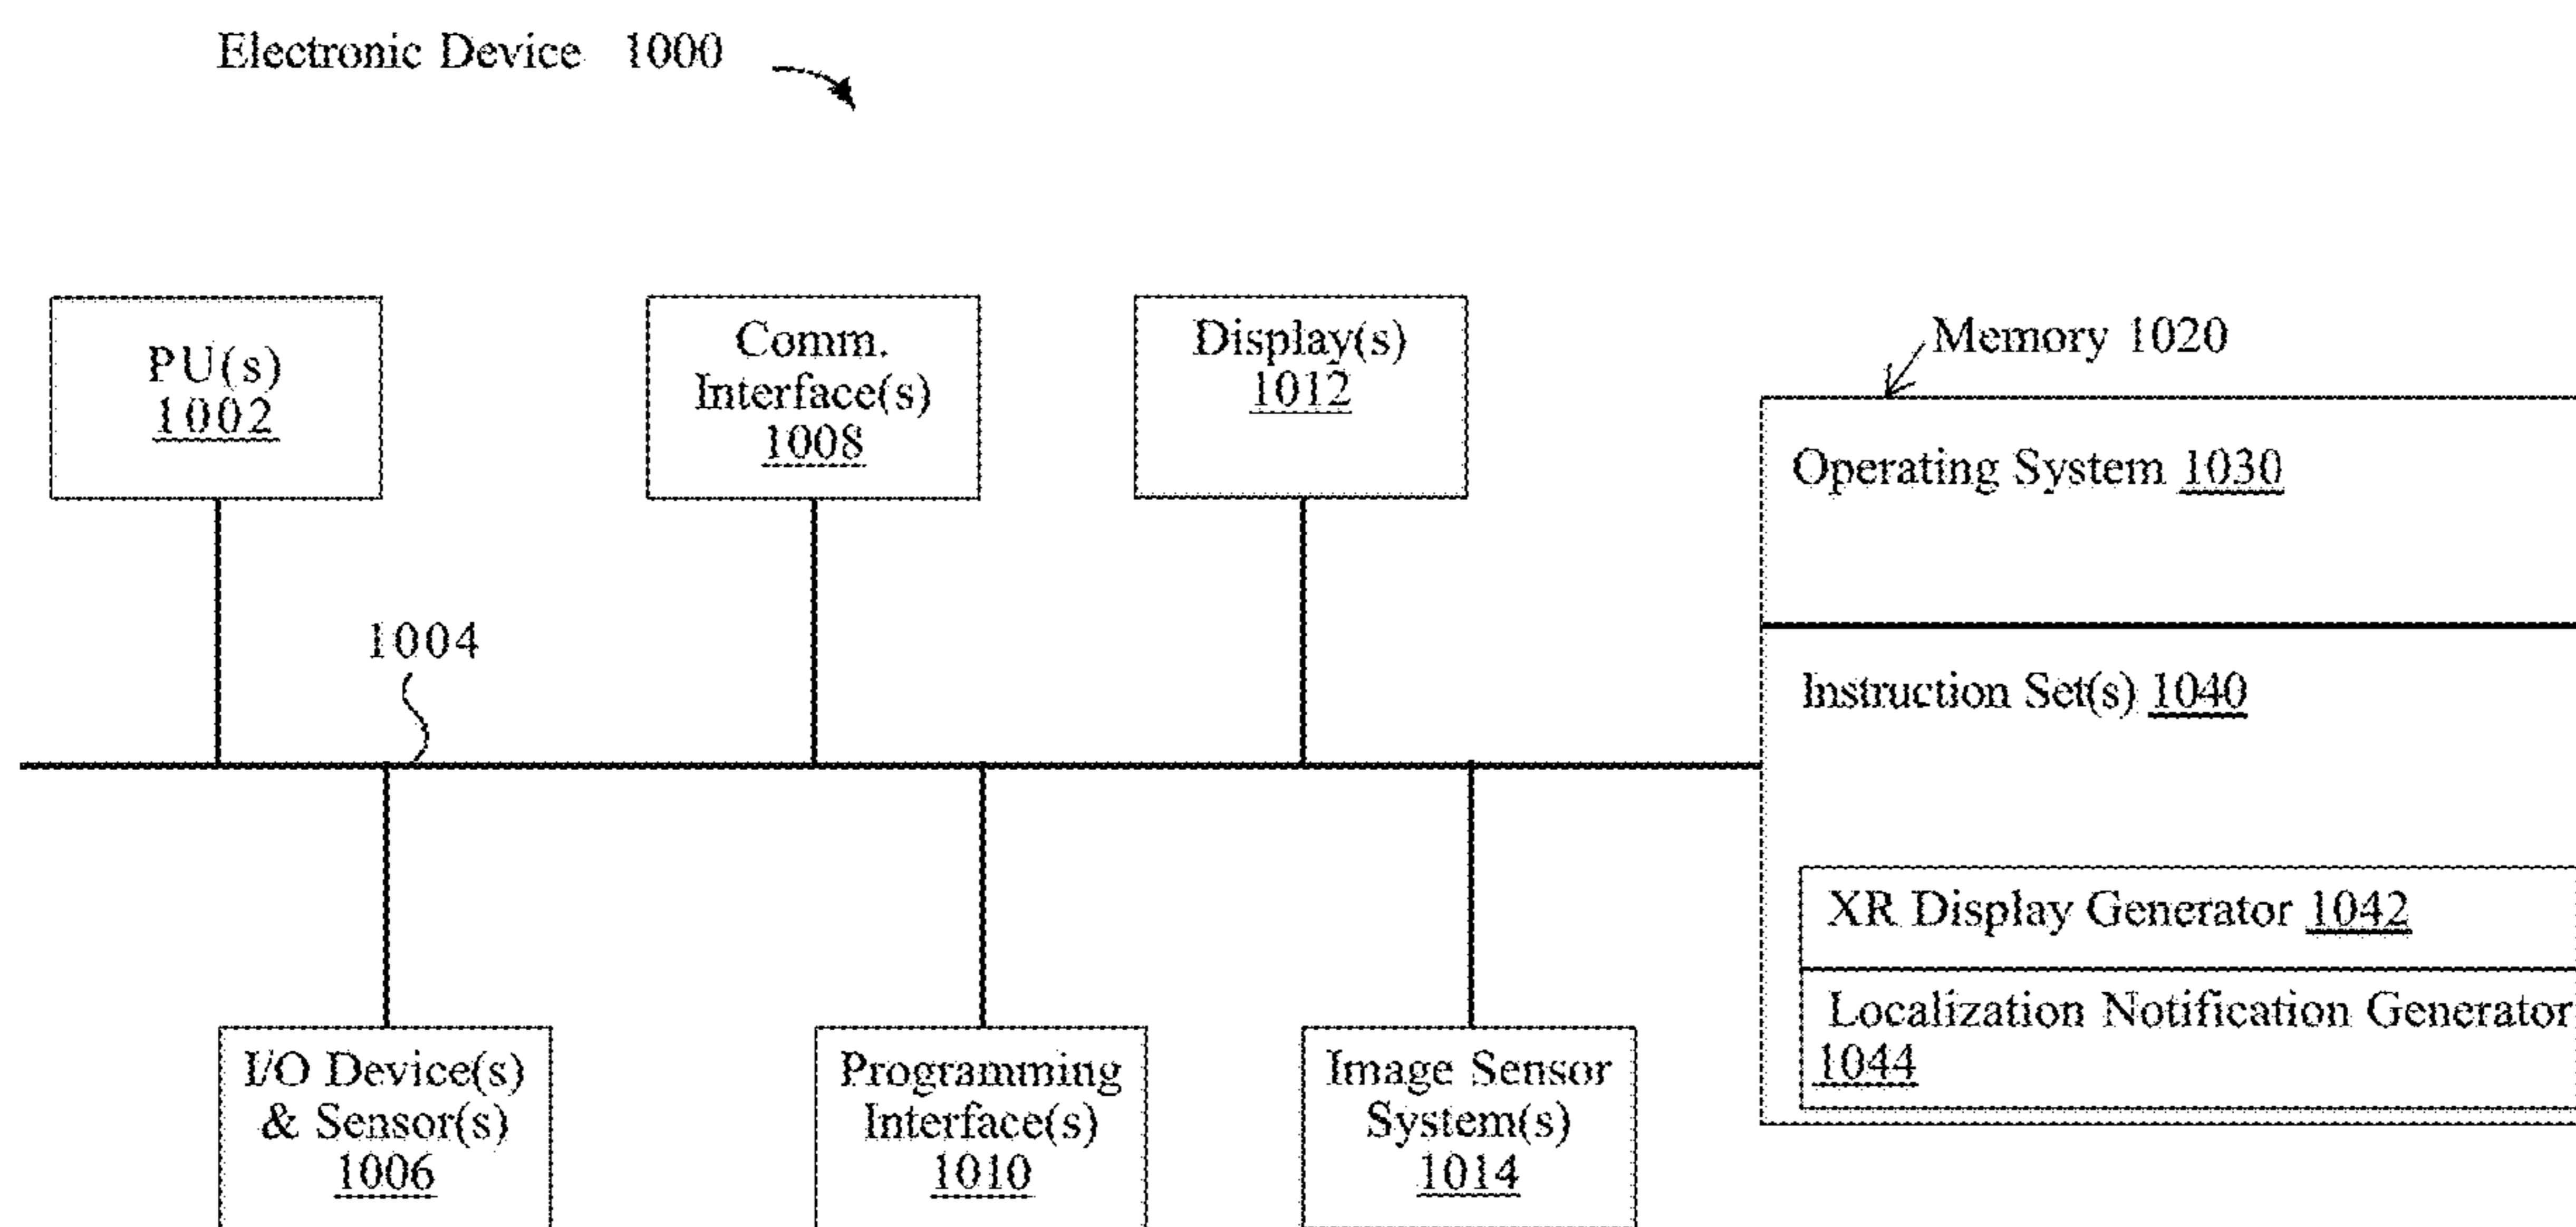 Electronic Device 1000
PU(s)
1002
Comm.
Interface(s)
1008
Display(s)
1012
Memory 1020
Operating System 1030
1004
Instruction Set(s) 1040
XR Display Generator 1042
Localization Notification Generator
1044
I/O Device(s)
& Sensor(s)
1006
Programming
Interface(s)
1010
Image Sensor
System(s)
1014